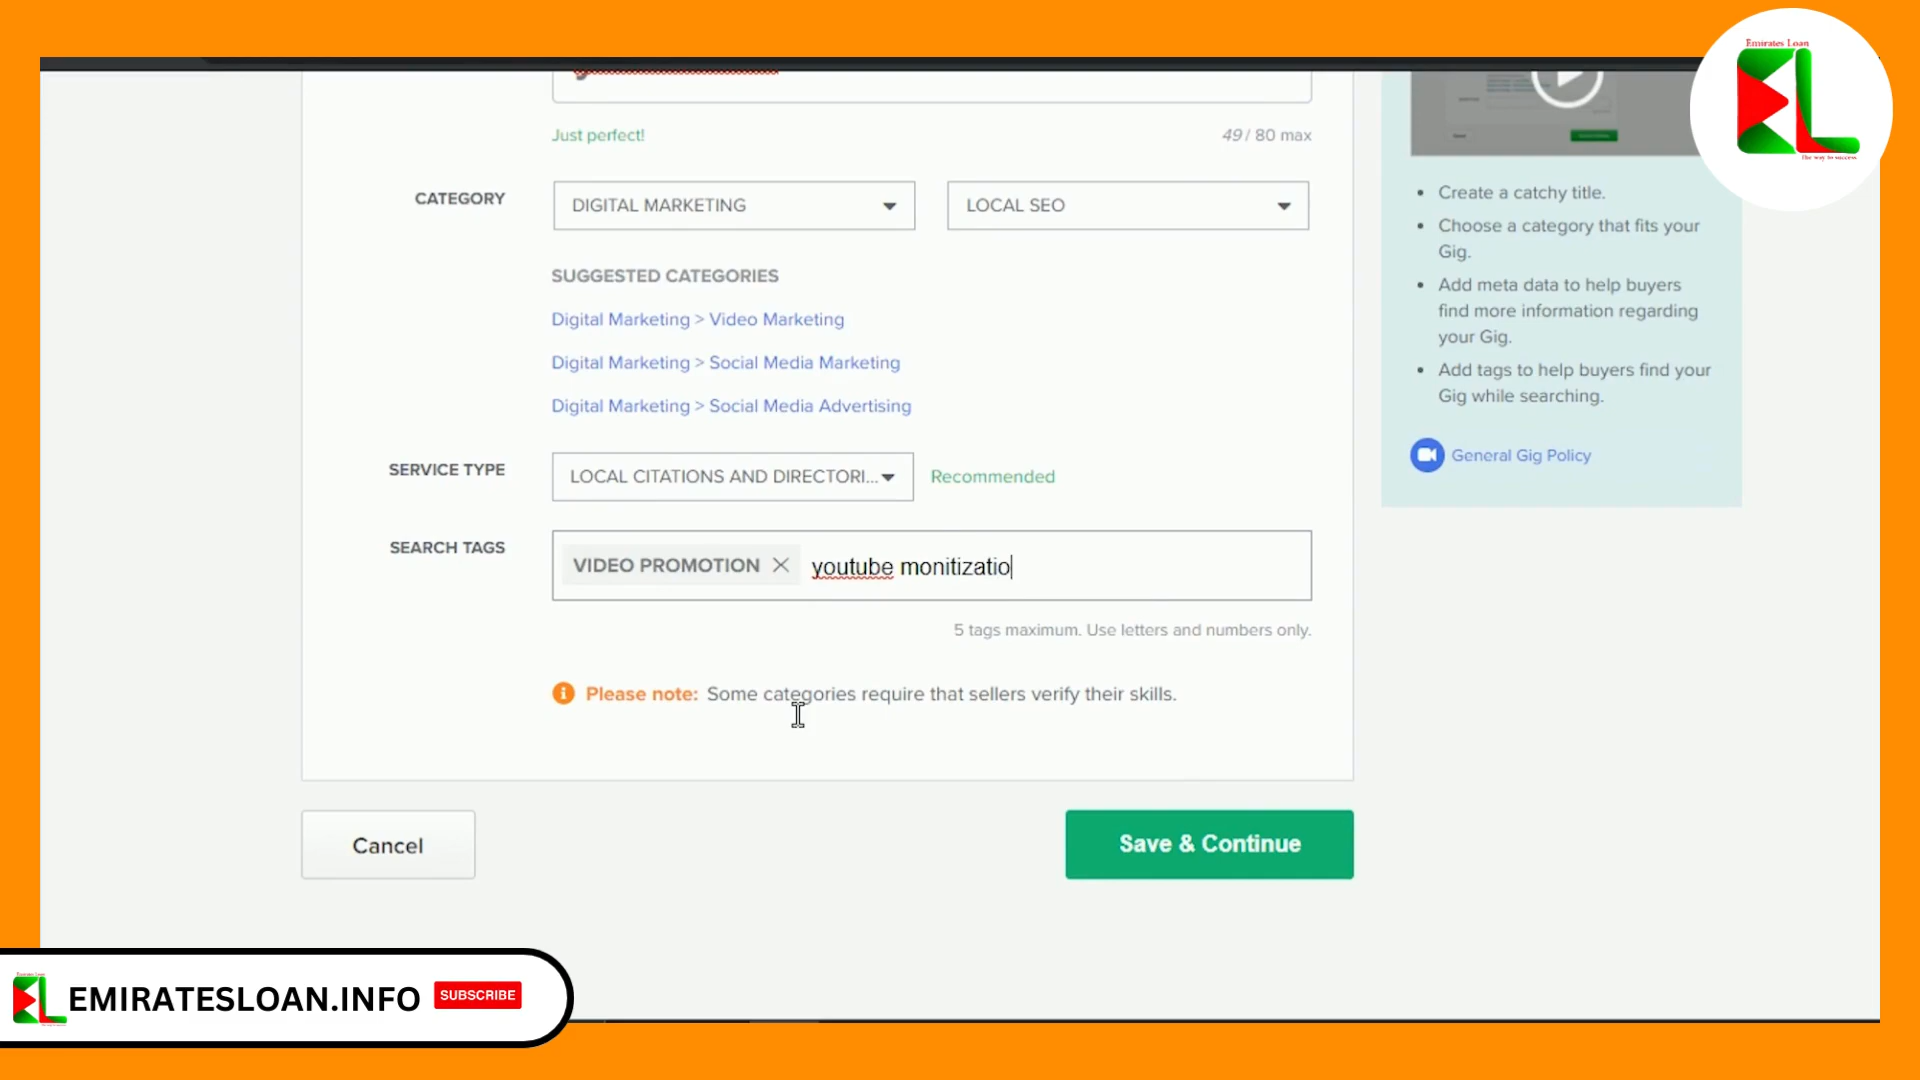 Emirates Loan
The way to success
Just perfect!
49 / 80 max
CATEGORY
DIGITAL MARKETING
LOCAL SEO
SUGGESTED CATEGORIES
Digital Marketing > Video Marketing
Digital Marketing > Social Media Marketing
Digital Marketing > Social Media Advertising
SERVICE TYPE
LOCAL CITATIONS AND DIRECTORI...
Recommended
SEARCH TAGS
VIDEO PROMOTION
youtube monitizatio
5 tags maximum. Use letters and numbers only.
Please note: Some categories require that sellers verify their skills.
Cancel
Save & Continue
• Create a catchy title.
• Choose a category that fits your
Gig.
• Add meta data to help buyers
find more information regarding
your Gig.
• Add tags to help buyers find your
Gig while searching.
General Gig Policy
EMIRATESLOAN.INFO
SUBSCRIBE